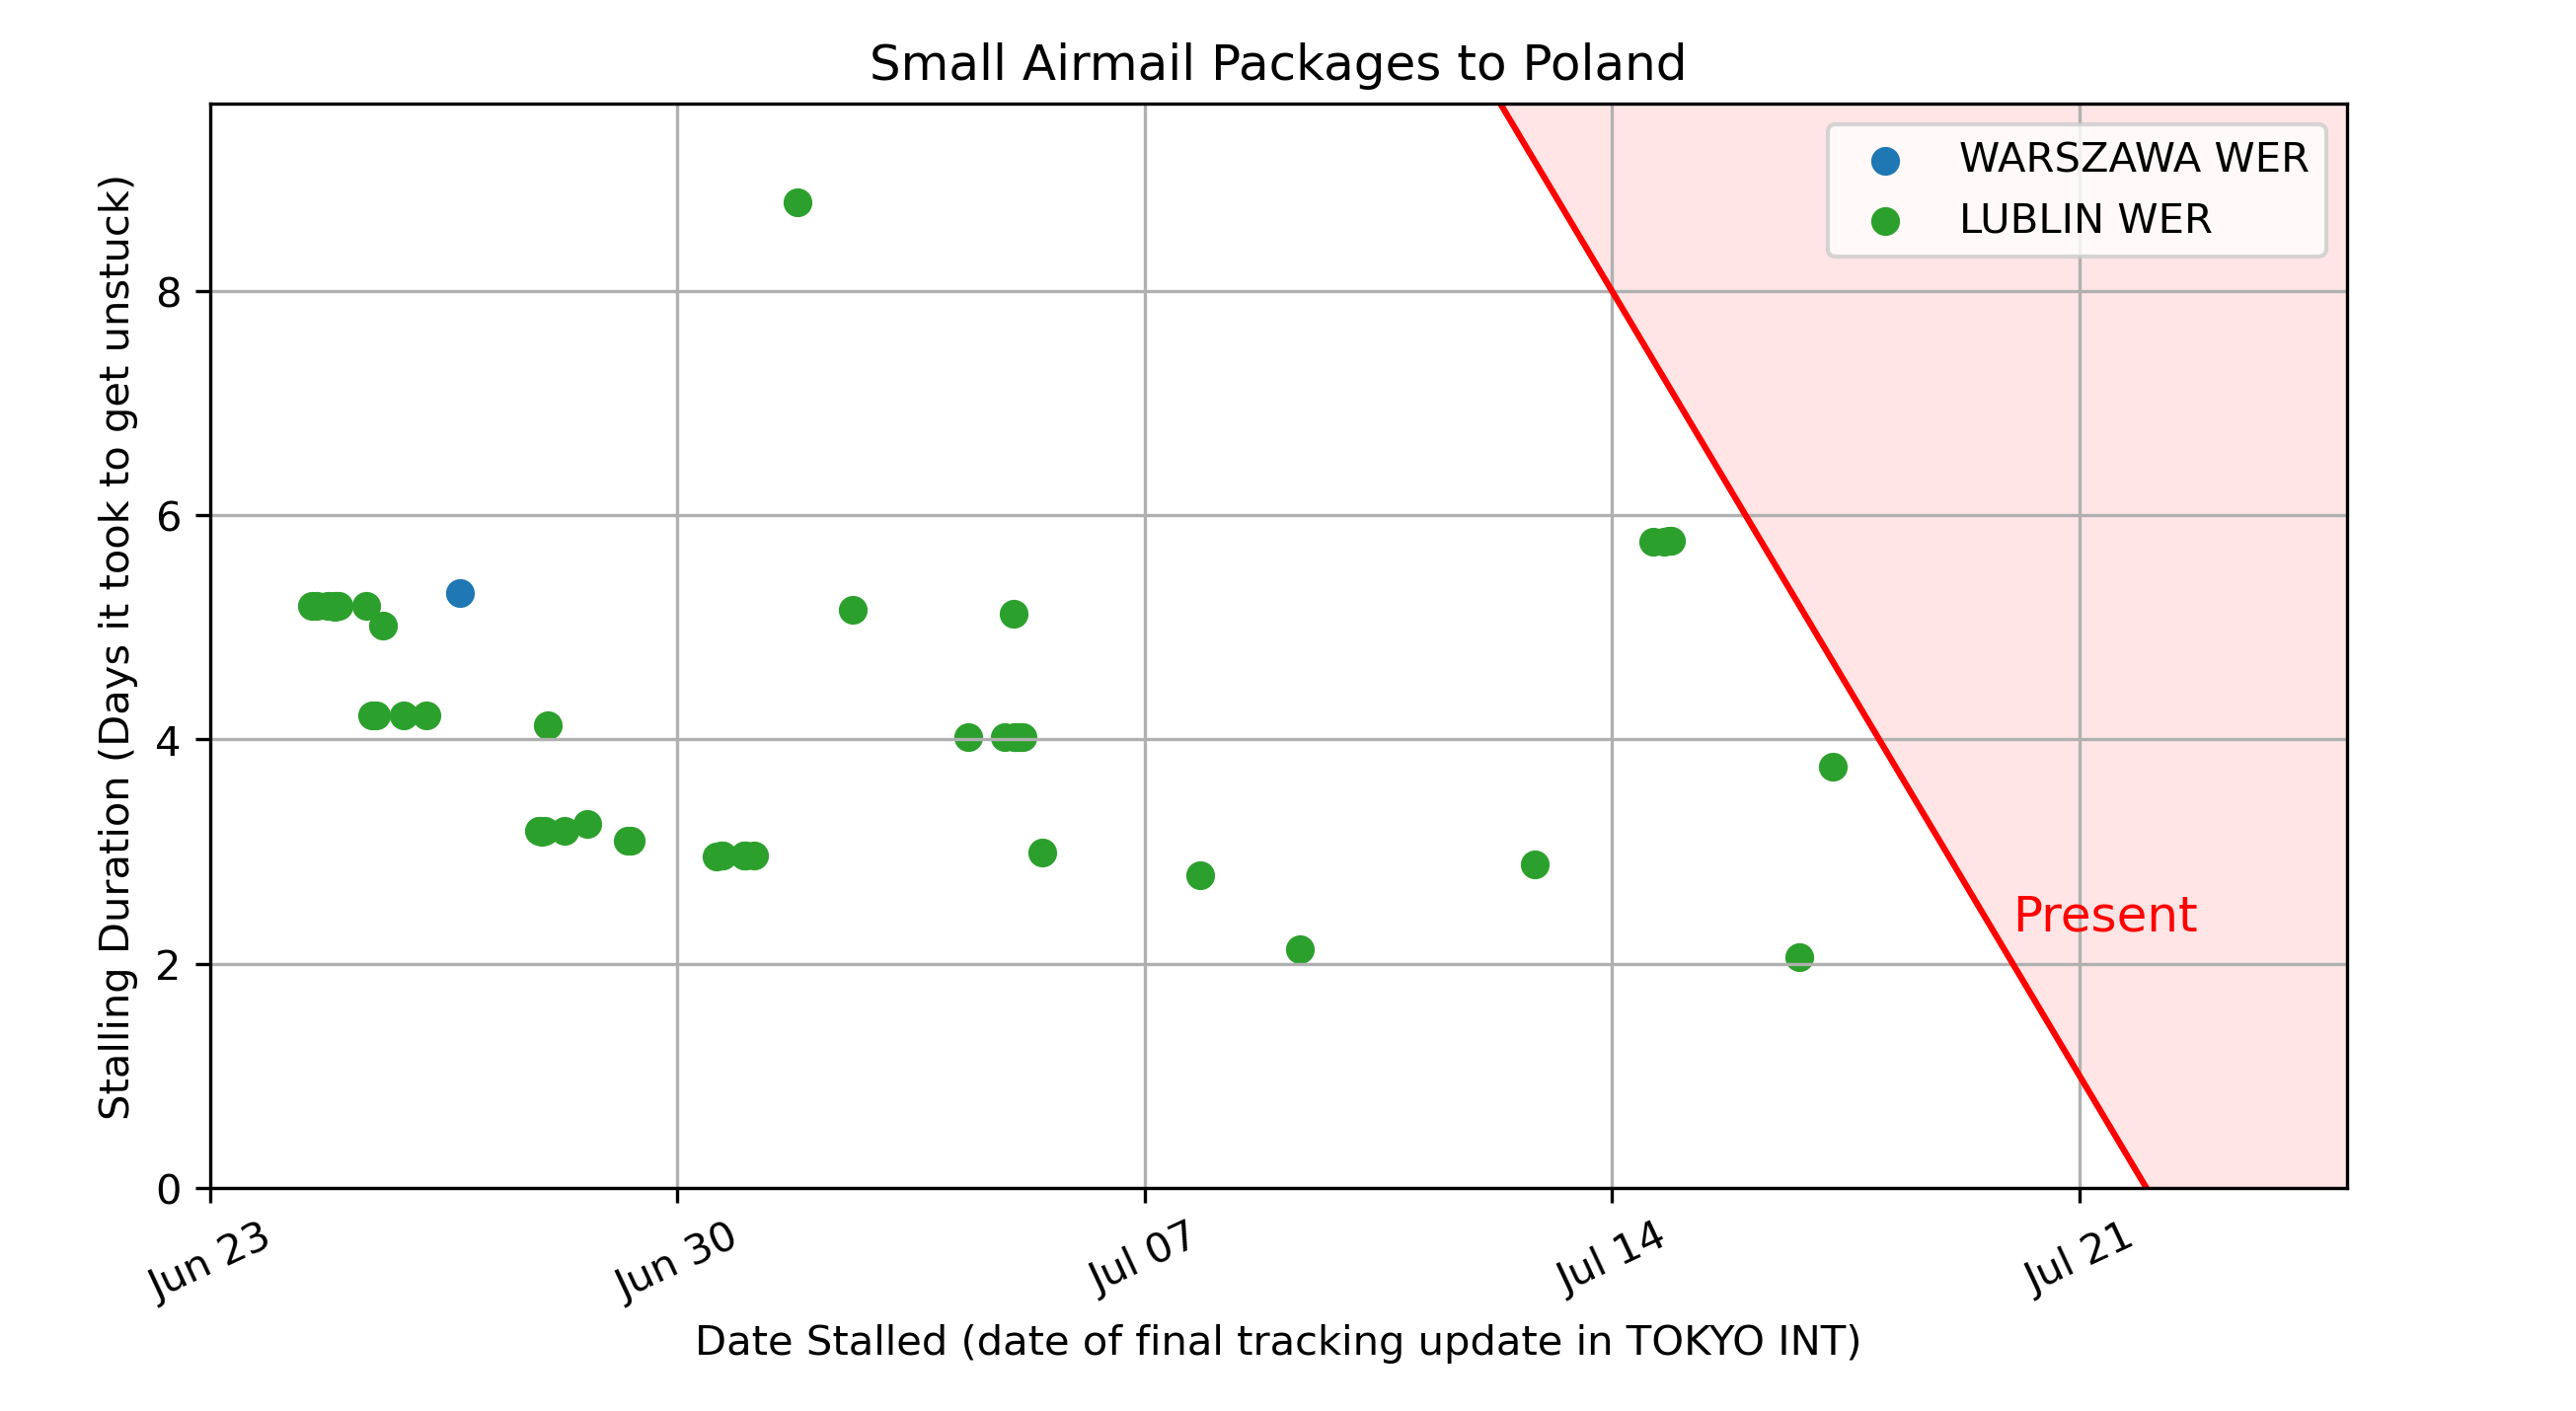 Small Airmail Packages to Poland
WARSZAWA WER
LUBLIN WER
Stalling Duration (Days it took to get unstuck)
8
6
4
2
0
Present
Jun 23
Jun 30
Jul 07
Jul 14
Jul 21
Date Stalled (date of final tracking update in TOKYO INT)